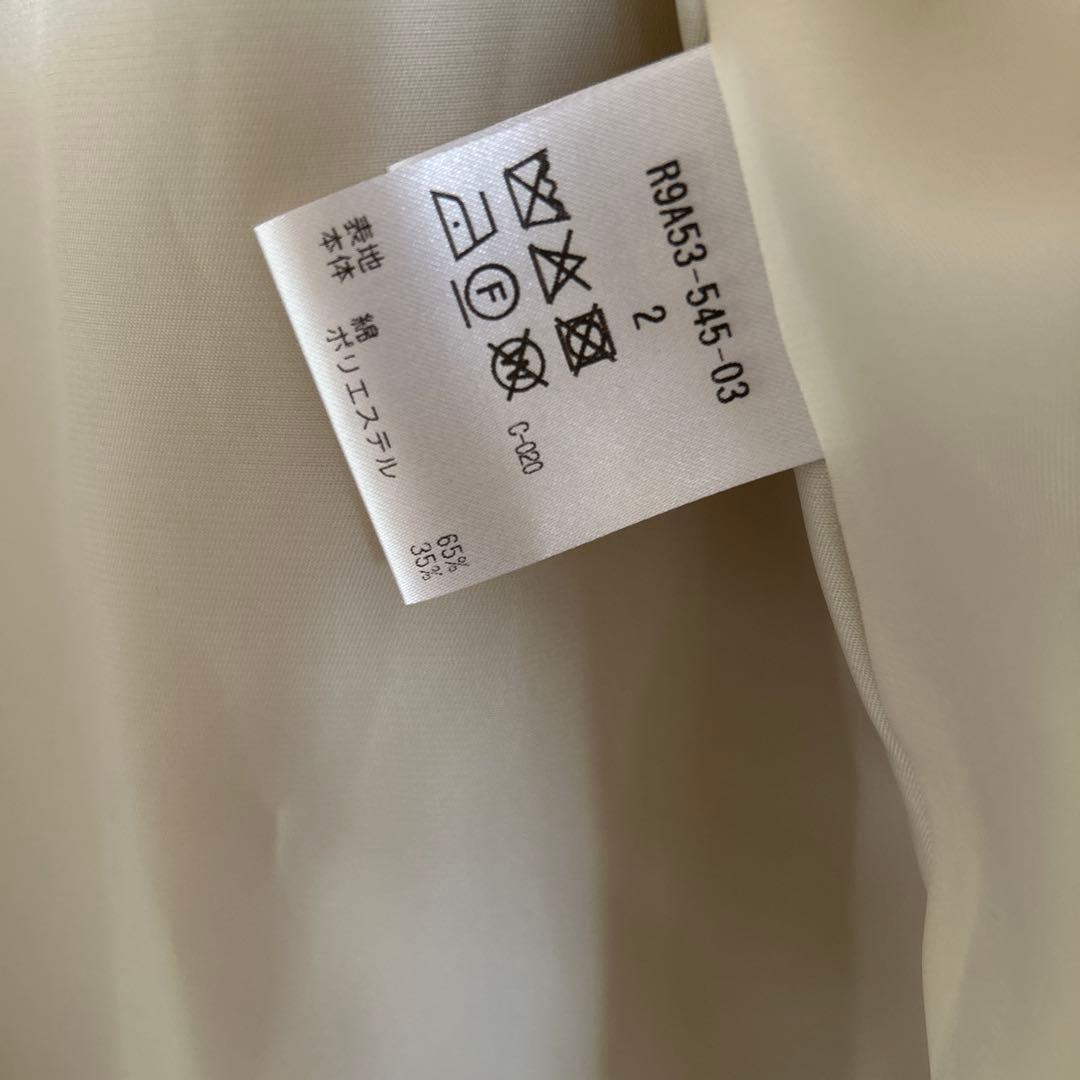 R9A53-545-03
2
F
W
C-020
表地 綿 65%
本体 ポリエステル 35%